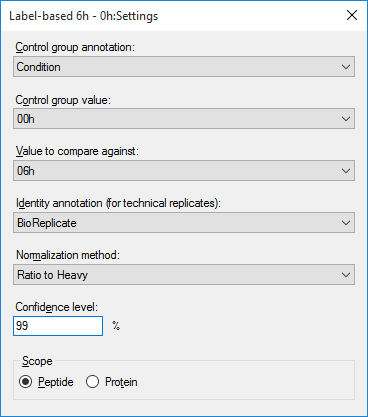 Label-based 6h - 0h:Settings
Control group annotation:
Condition
Control group value:
00h
Value to compare against:
06h
Identity annotation (for technical replicates):
BioReplicate
Normalization method:
Ratio to Heavy
Confidence level:
99 %
Scope
Peptide Protein